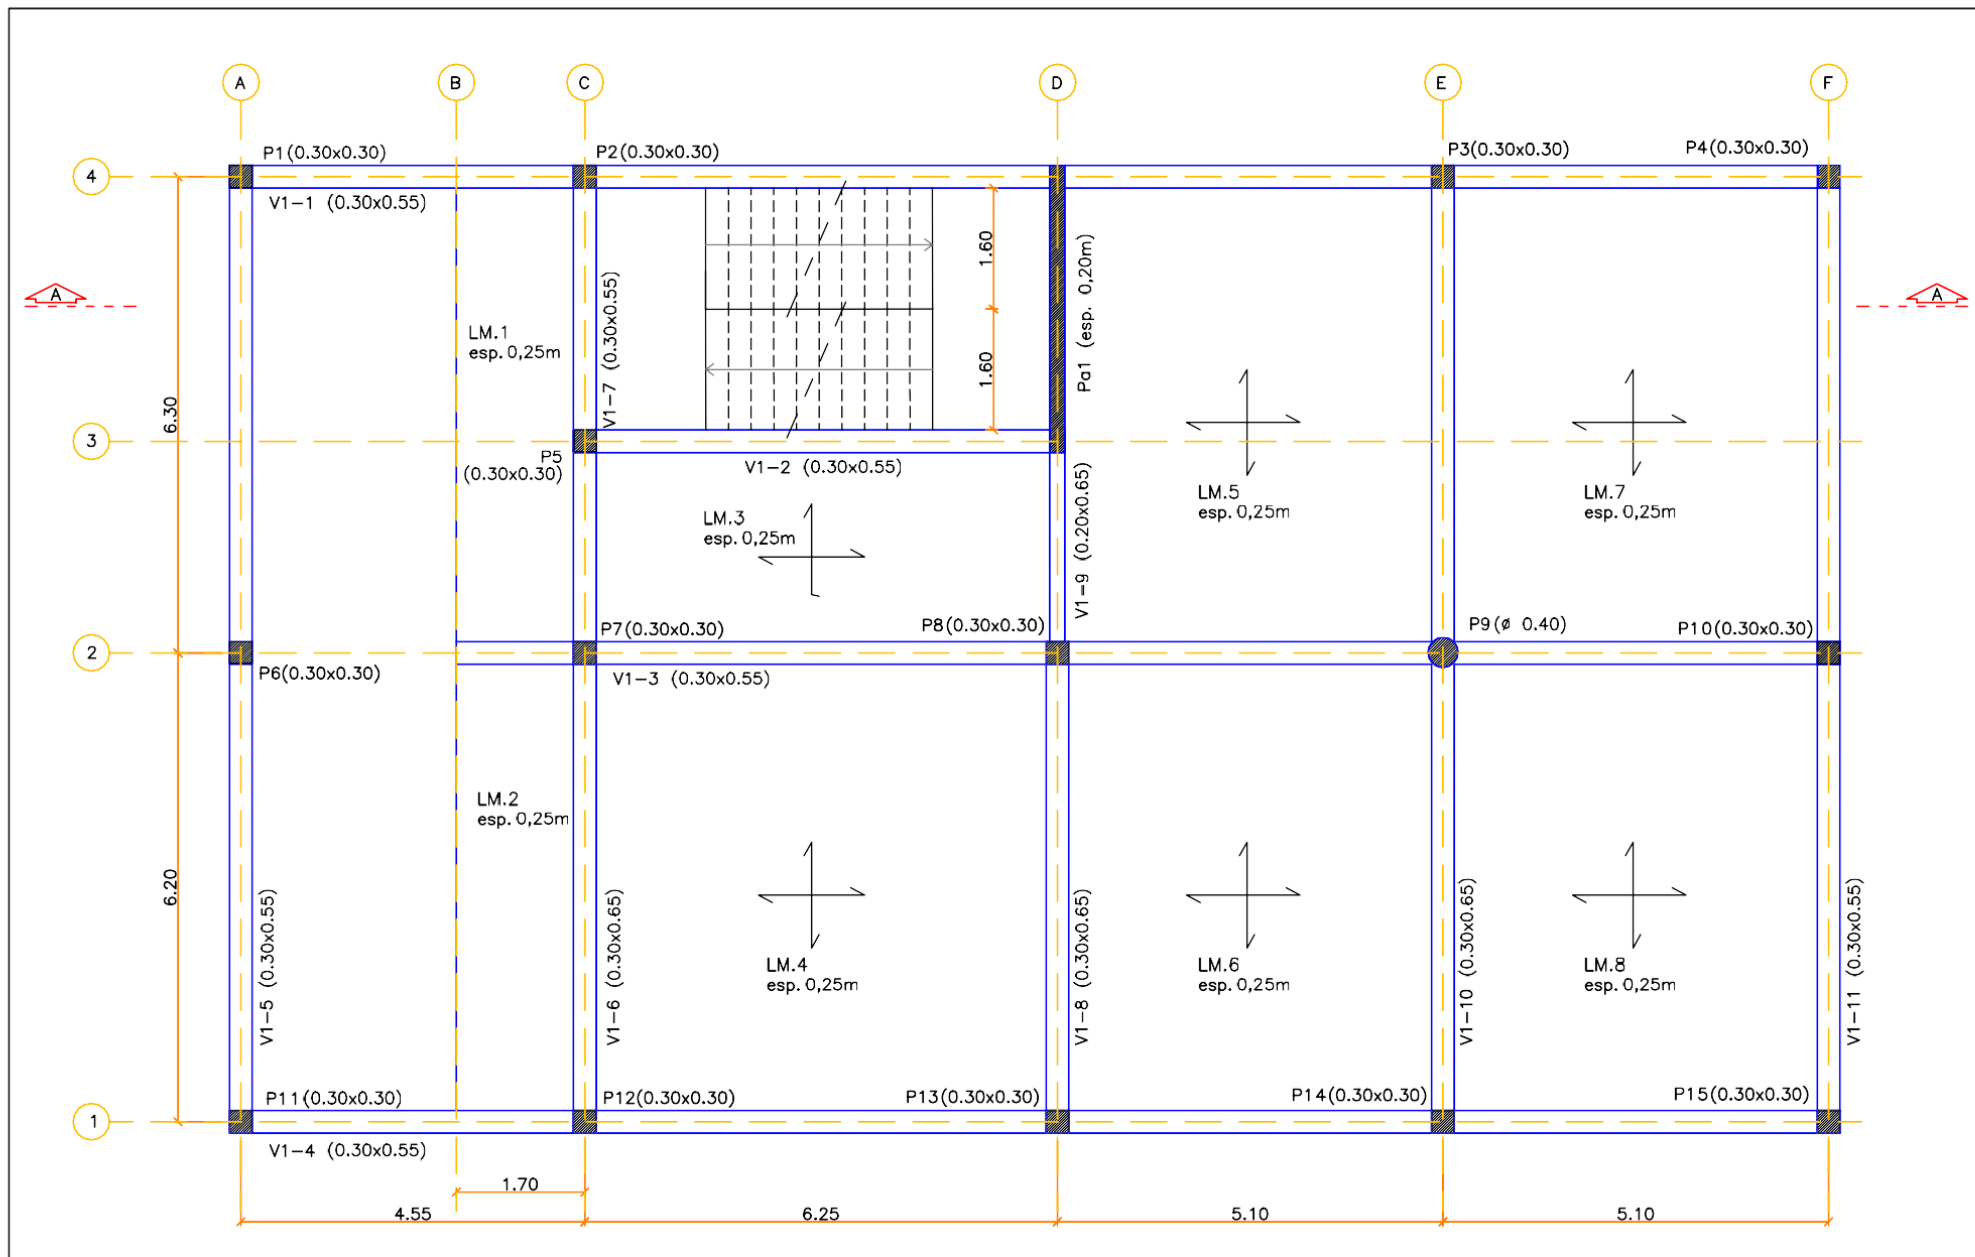 A
B
C
D
E
F
P1(0.30x0.30)
P2(0.30x0.30)
P3(0.30x0.30)
P4(0.30x0.30)
4
V1-1 (0.30x0.55)
1.60
Pa1 (esp. 0,20m)
A
A
V1-7 (0.30x0.55)
LM.1
esp. 0,25m
1.60
6.30
3
P5
(0.30x0.30)
V1-2 (0.30x0.55)
LM.3
esp. 0,25m
V1-9 (0.20x0.65)
LM.5
esp. 0,25m
LM.7
esp. 0,25m
P7(0.30x0.30)
P8(0.30x0.30)
P9(ø 0.40)
P10(0.30x0.30)
2
P6(0.30x0.30)
V1-3 (0.30x0.55)
LM.2
esp. 0,25m
6.20
V1-5 (0.30x0.55)
V1-6 (0.30x0.65)
LM.4
esp. 0,25m
V1-8 (0.30x0.65)
LM.6
esp. 0,25m
V1-10 (0.30x0.65)
LM.8
esp. 0,25m
V1-11 (0.30x0.55)
P11(0.30x0.30)
P12(0.30x0.30)
P13(0.30x0.30)
P14(0.30x0.30)
P15(0.30x0.30)
1
V1-4 (0.30x0.55)
1.70
4.55
6.25
5.10
5.10